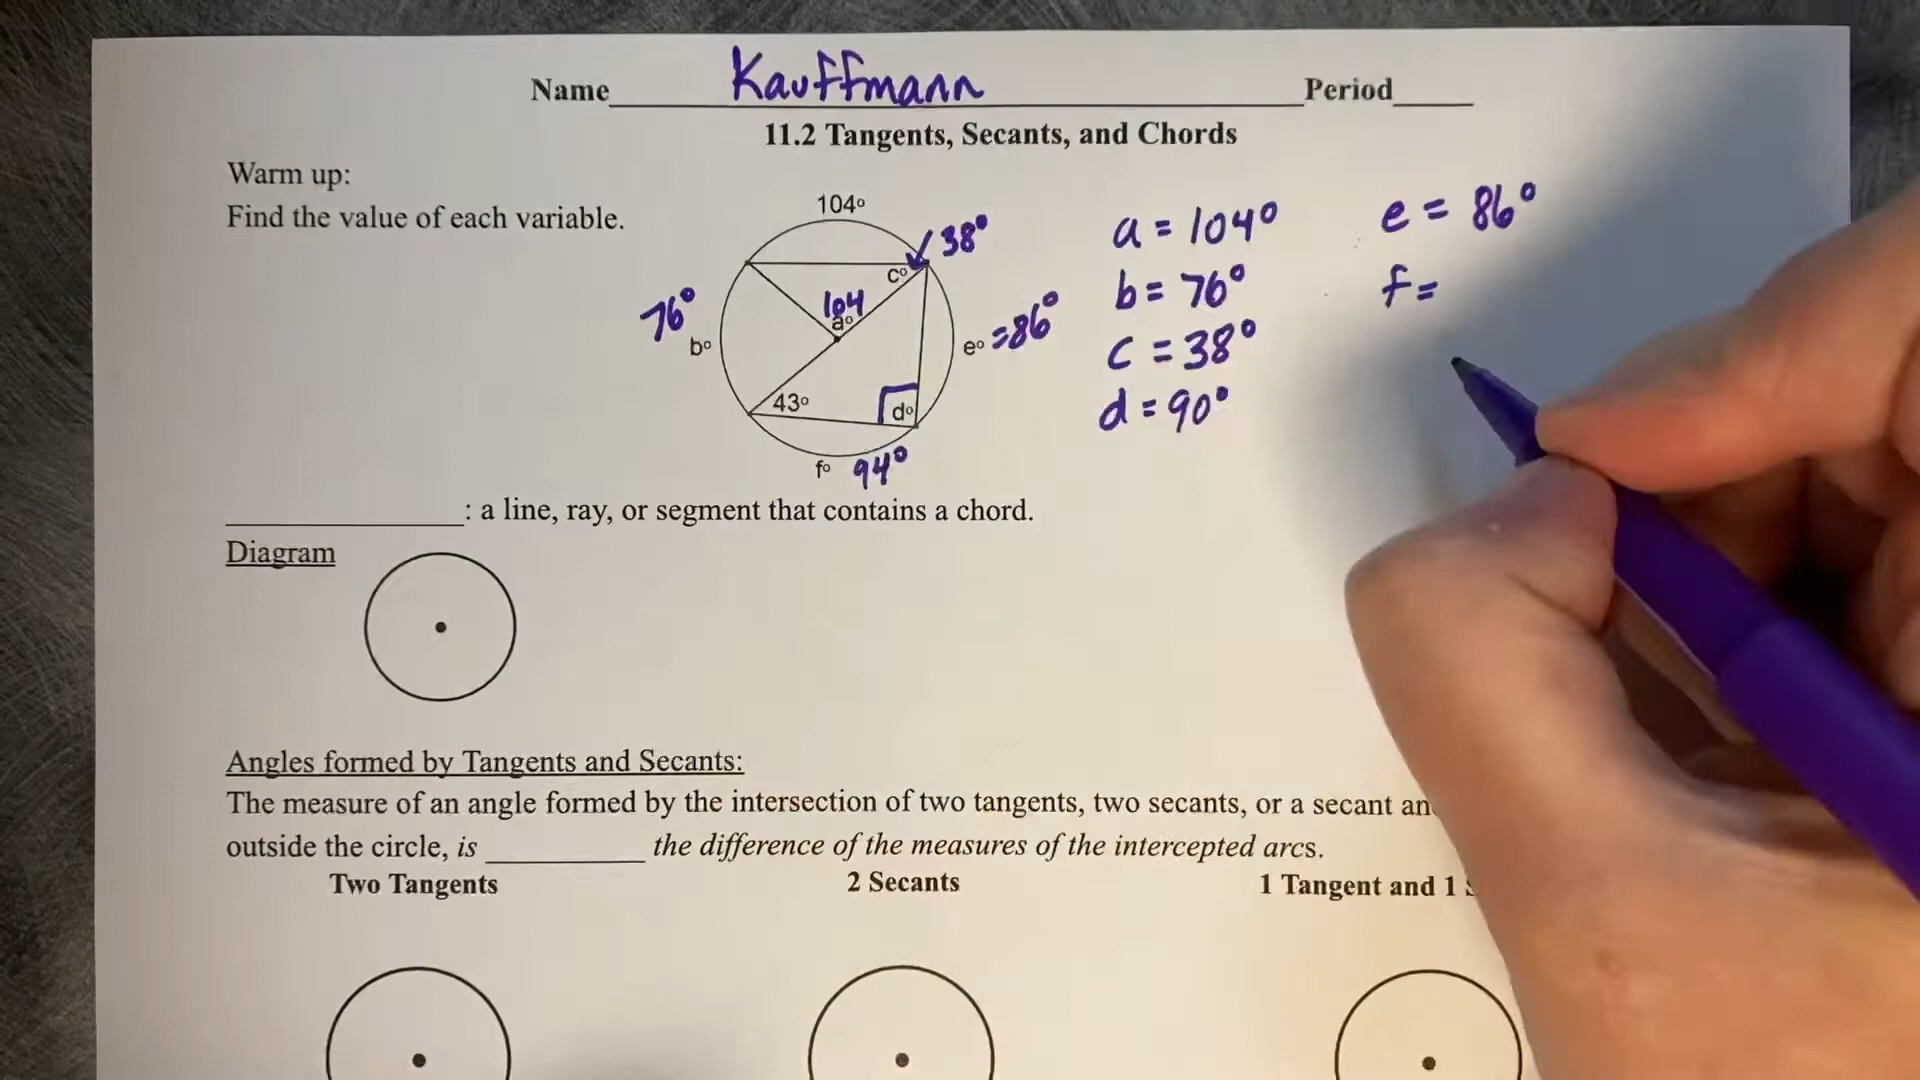 Name Kauffmann Period
11.2 Tangents, Secants, and Chords
Warm up:
Find the value of each variable.
104°
38°
c°
104
a°
76°
b°
e° = 86°
43°
d°
f° 94°
a = 104°
b = 76°
c = 38°
d = 90°
e = 86°
f =
: a line, ray, or segment that contains a chord.
Diagram
Angles formed by Tangents and Secants:
The measure of an angle formed by the intersection of two tangents, two secants, or a secant an
outside the circle, is the difference of the measures of the intercepted arcs.
Two Tangents
2 Secants
1 Tangent and 1